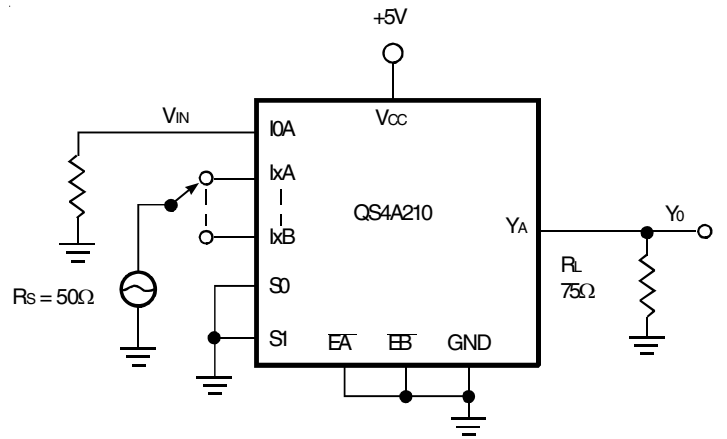 +5V
VIN
I0A
VCC
IxA
QS4A210
IxB
YA
Y0
S0
RS = 50Ω
RL
75Ω
S1
EA
EB
GND